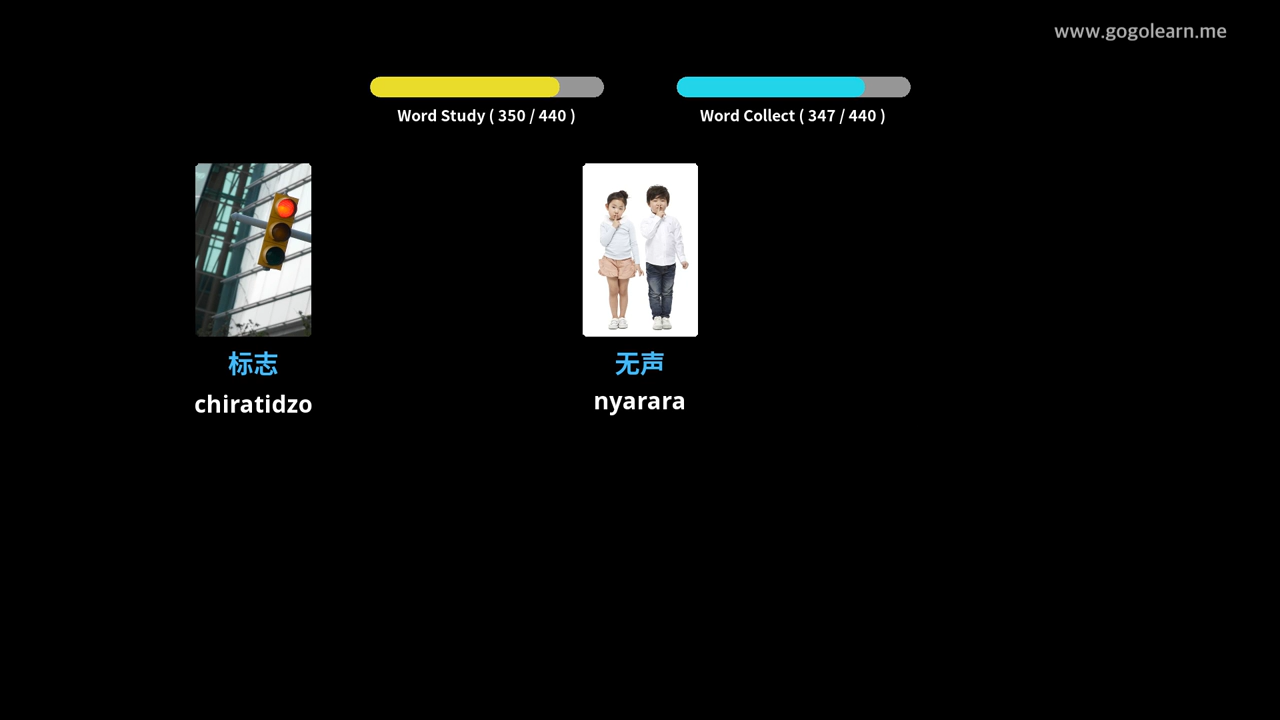 www.gogolearn.me
Word Study ( 350 / 440 )
Word Collect ( 347 / 440 )
标志
chiratidzo
无声
nyarara